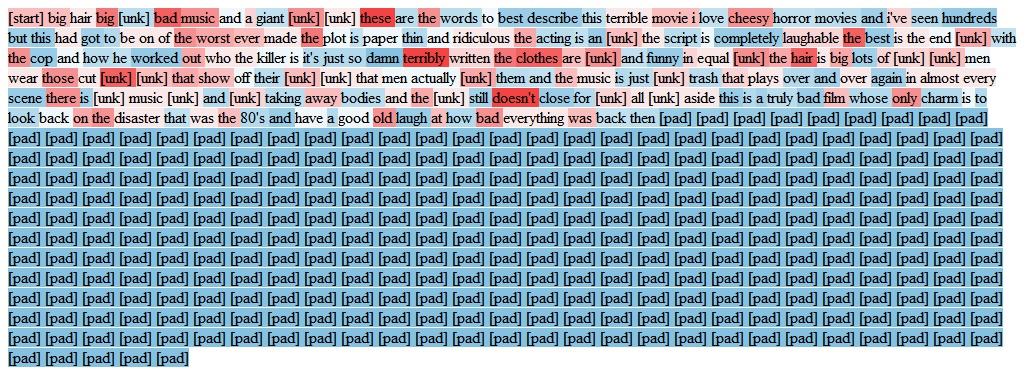 [start] big hair big [unk] bad music and a giant [unk] [unk] these are the words to best describe this terrible movie i love cheesy horror movies and i've seen hundreds
but this had got to be on of the worst ever made the plot is paper thin and ridiculous the acting is an [unk] the script is completely laughable the best is the end [unk] with
the cop and how he worked out who the killer is it's just so damn terribly written the clothes are [unk] and funny in equal [unk] the hair is big lots of [unk] [unk] men
wear those cut [unk] [unk] that show off their [unk] [unk] that men actually [unk] them and the music is just [unk] trash that plays over and over again in almost every
scene there is [unk] music [unk] and [unk] taking away bodies and the [unk] still doesn't close for [unk] all [unk] aside this is a truly bad film whose only charm is to
look back on the disaster that was the 80's and have a good old laugh at how bad everything was back then [pad] [pad] [pad] [pad] [pad] [pad] [pad] [pad] [pad]
[pad] [pad] [pad] [pad] [pad] [pad] [pad] [pad] [pad] [pad] [pad] [pad] [pad] [pad] [pad] [pad] [pad] [pad] [pad] [pad] [pad] [pad] [pad] [pad] [pad] [pad] [pad]
[pad] [pad] [pad] [pad] [pad] [pad] [pad] [pad] [pad] [pad] [pad] [pad] [pad] [pad] [pad] [pad] [pad] [pad] [pad] [pad] [pad] [pad] [pad] [pad] [pad] [pad] [pad]
[pad] [pad] [pad] [pad] [pad] [pad] [pad] [pad] [pad] [pad] [pad] [pad] [pad] [pad] [pad] [pad] [pad] [pad] [pad] [pad] [pad] [pad] [pad] [pad] [pad] [pad] [pad]
[pad] [pad] [pad] [pad] [pad] [pad] [pad] [pad] [pad] [pad] [pad] [pad] [pad] [pad] [pad] [pad] [pad] [pad] [pad] [pad] [pad] [pad] [pad] [pad] [pad] [pad] [pad]
[pad] [pad] [pad] [pad] [pad] [pad] [pad] [pad] [pad] [pad] [pad] [pad] [pad] [pad] [pad] [pad] [pad] [pad] [pad] [pad] [pad] [pad] [pad] [pad] [pad] [pad] [pad]
[pad] [pad] [pad] [pad] [pad] [pad] [pad] [pad] [pad] [pad] [pad] [pad] [pad] [pad] [pad] [pad] [pad] [pad] [pad] [pad] [pad] [pad] [pad] [pad] [pad] [pad] [pad]
[pad] [pad] [pad] [pad] [pad] [pad] [pad] [pad] [pad] [pad] [pad] [pad] [pad] [pad] [pad] [pad] [pad] [pad] [pad] [pad] [pad] [pad] [pad] [pad] [pad] [pad] [pad]
[pad] [pad] [pad] [pad] [pad] [pad] [pad] [pad] [pad] [pad] [pad] [pad] [pad] [pad] [pad] [pad] [pad] [pad] [pad] [pad] [pad] [pad] [pad] [pad] [pad] [pad] [pad]
[pad] [pad] [pad] [pad] [pad] [pad] [pad] [pad] [pad] [pad] [pad] [pad] [pad] [pad] [pad] [pad] [pad] [pad] [pad] [pad] [pad] [pad] [pad] [pad] [pad] [pad] [pad]
[pad] [pad] [pad] [pad] [pad] [pad] [pad] [pad] [pad] [pad] [pad] [pad] [pad] [pad] [pad] [pad] [pad] [pad] [pad] [pad] [pad] [pad] [pad] [pad] [pad] [pad] [pad]
[pad] [pad] [pad] [pad] [pad] [pad] [pad] [pad] [pad] [pad] [pad] [pad] [pad] [pad] [pad] [pad] [pad] [pad] [pad] [pad] [pad] [pad] [pad] [pad] [pad] [pad] [pad]
[pad] [pad] [pad] [pad] [pad]